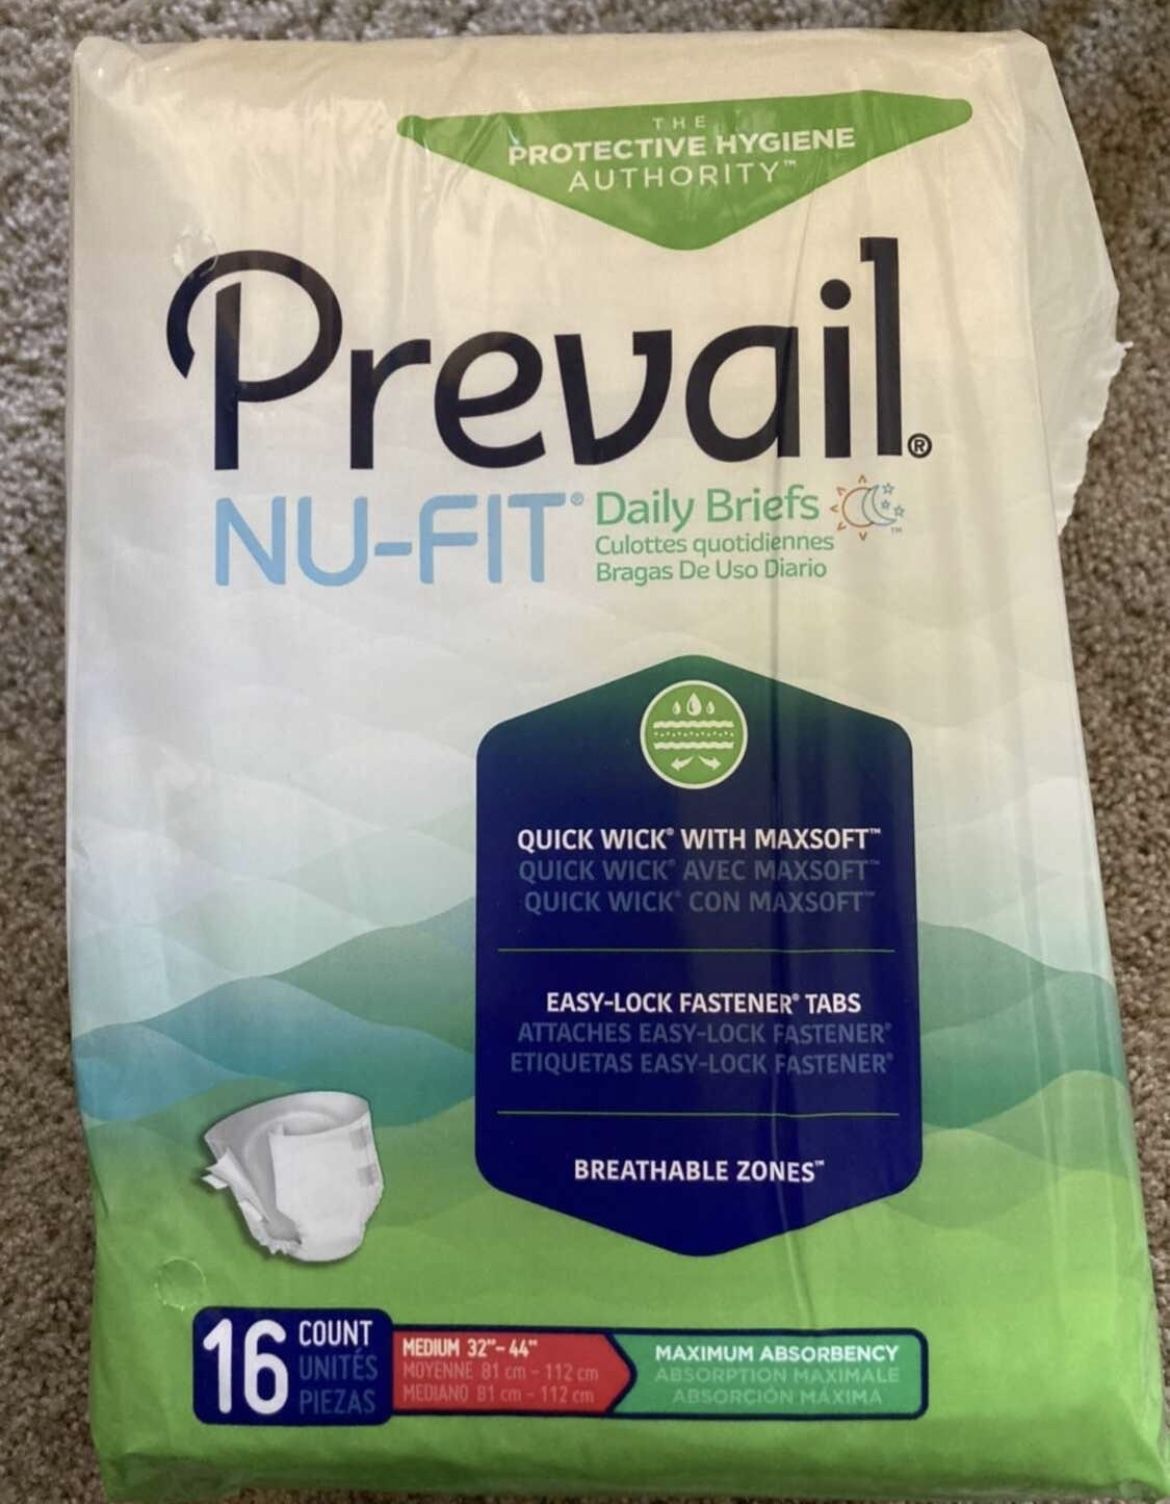 THE
PROTECTIVE HYGIENE
AUTHORITY™
Prevail®
NU-FIT® Daily Briefs ™
Culottes quotidiennes
Bragas De Uso Diario
QUICK WICK® WITH MAXSOFT™
QUICK WICK® AVEC MAXSOFT™
QUICK WICK® CON MAXSOFT™
EASY-LOCK FASTENER® TABS
ATTACHES EASY-LOCK FASTENER®
ETIQUETAS EASY-LOCK FASTENER®
BREATHABLE ZONES™
16 COUNT
UNITÉS
PIEZAS
MEDIUM 32"- 44"
MOYENNE 81 cm - 112 cm
MEDIANO 81 cm - 112 cm
MAXIMUM ABSORBENCY
ABSORPTION MAXIMALE
ABSORCIÓN MÁXIMA